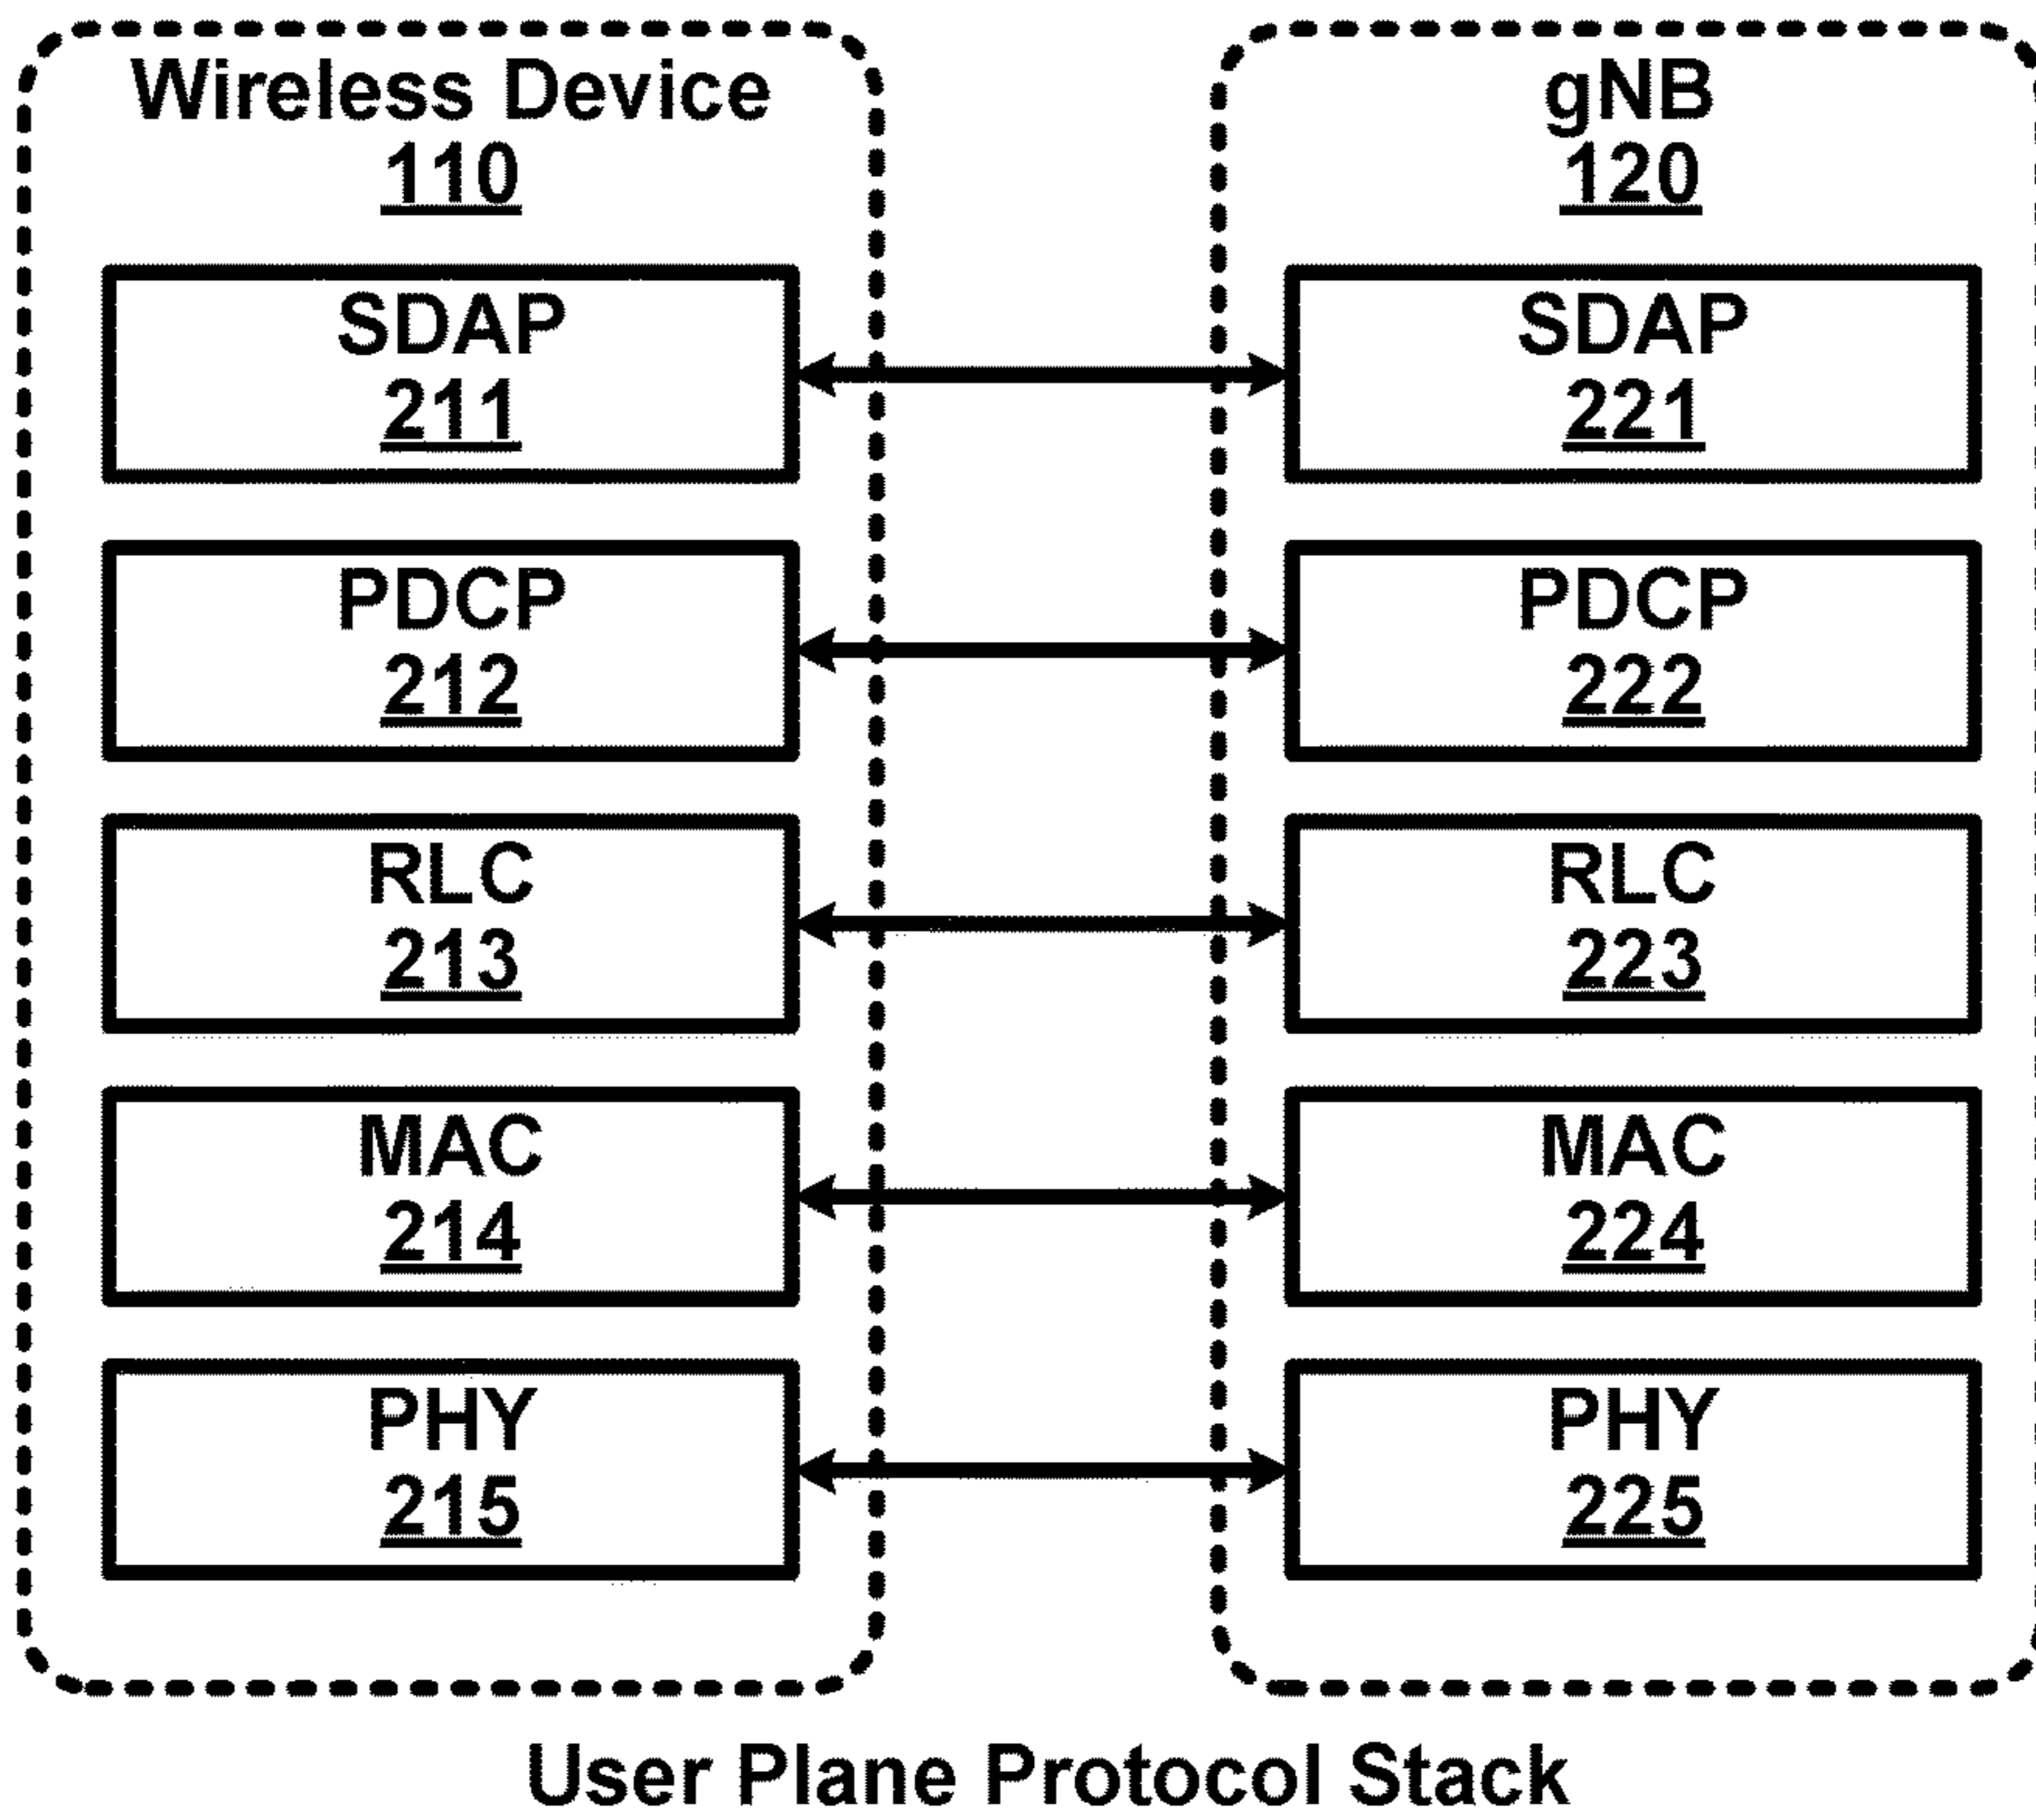 Wireless Device
110
SDAP
211
PDCP
212
RLC
213
MAC
214
PHY
215
gNB
120
SDAP
221
PDCP
222
RLC
223
MAC
224
PHY
225
User Plane Protocol Stack